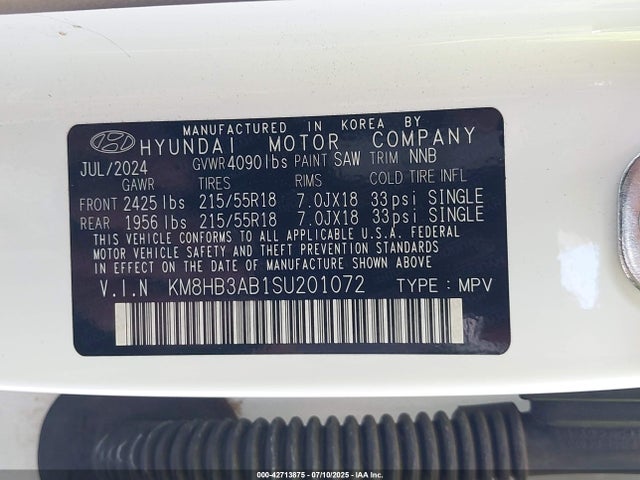 MANUFACTURED IN KOREA BY
HYUNDAI MOTOR COMPANY
JUL/2024 GVWR 4090 lbs PAINT SAW TRIM NNB
GAWR TIRES RIMS COLD TIRE INFL
FRONT 2425 lbs 215/55R18 7.0JX18 33psi SINGLE
REAR 1956 lbs 215/55R18 7.0JX18 33psi SINGLE
THIS VEHICLE CONFORMS TO ALL APPLICABLE U.S.A. FEDERAL
MOTOR VEHICLE SAFETY AND THEFT PREVENTION STANDARDS
IN EFFECT ON THE DATE OF MANUFACTURE SHOWN ABOVE.
V.I.N KM8HB3AB1SU201072 TYPE : MPV
000-42713875 - 07/10/2025 - IAA Inc.